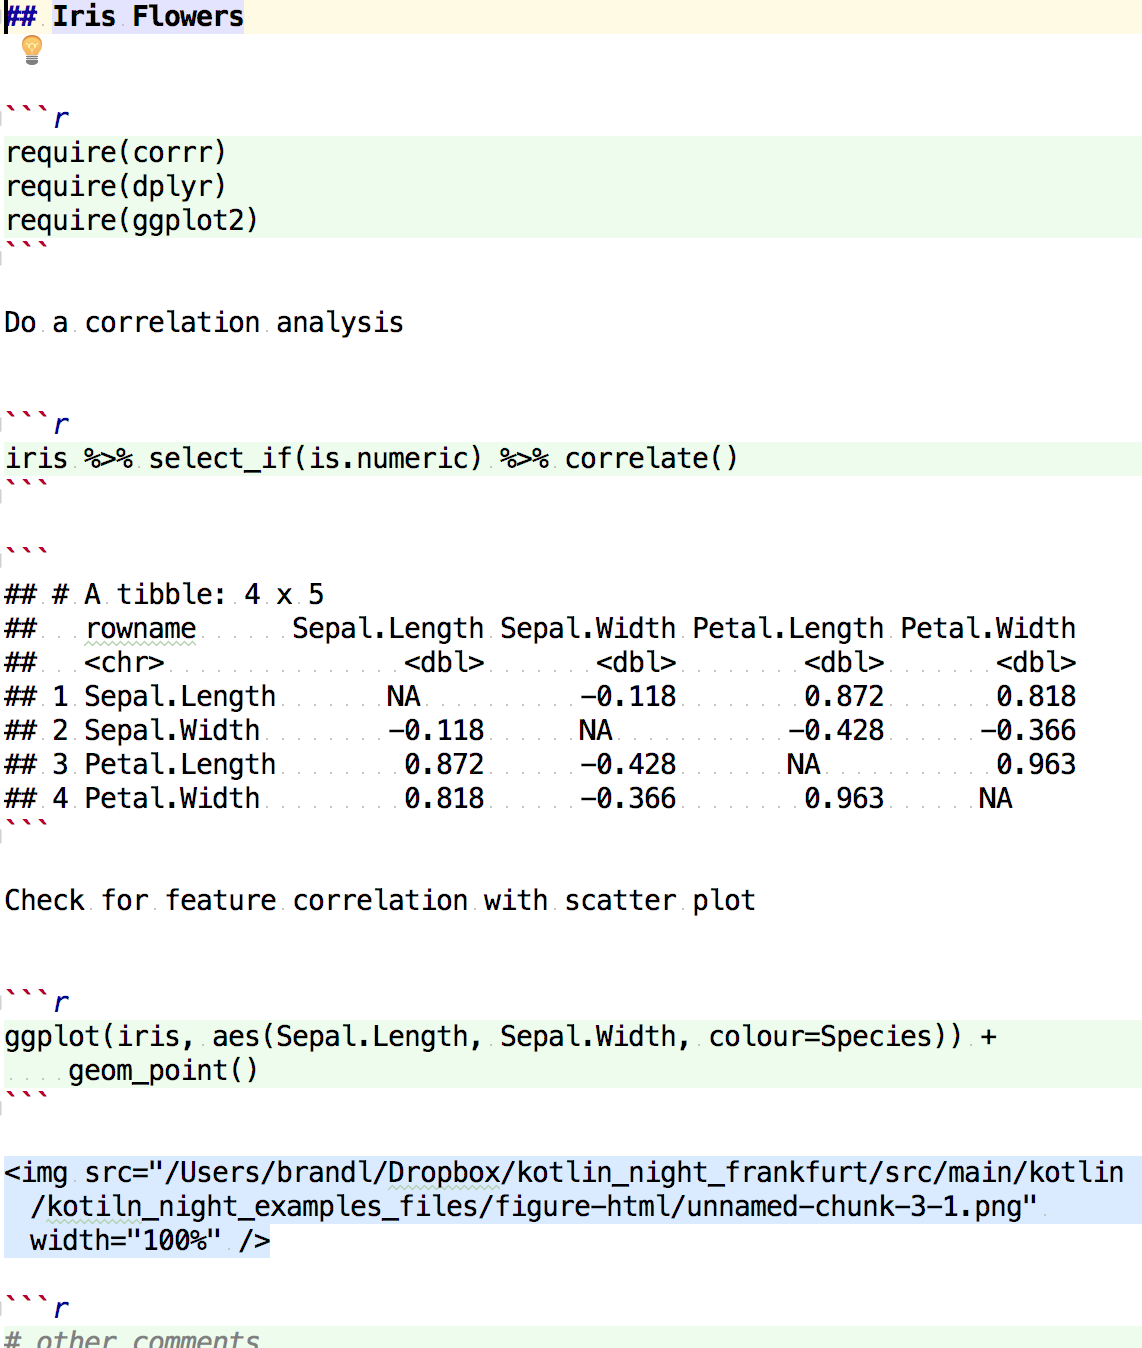 ## Iris Flowers
```r
require(corrr)
require(dplyr)
require(ggplot2)
```
Do a correlation analysis
```r
iris %>% select_if(is.numeric) %>% correlate()
```
```
## # A tibble: 4 x 5
##   rowname      Sepal.Length Sepal.Width Petal.Length Petal.Width
##   <chr>               <dbl>       <dbl>        <dbl>       <dbl>
## 1 Sepal.Length       NA          -0.118        0.872       0.818
## 2 Sepal.Width        -0.118      NA           -0.428      -0.366
## 3 Petal.Length        0.872      -0.428       NA           0.963
## 4 Petal.Width         0.818      -0.366        0.963      NA
```
Check for feature correlation with scatter plot
```r
ggplot(iris, aes(Sepal.Length, Sepal.Width, colour=Species)) +
    geom_point()
```
<img src="/Users/brandl/Dropbox/kotlin_night_frankfurt/src/main/kotlin
/kotiln_night_examples_files/figure-html/unnamed-chunk-3-1.png"
width="100%" />
```r
# other comments